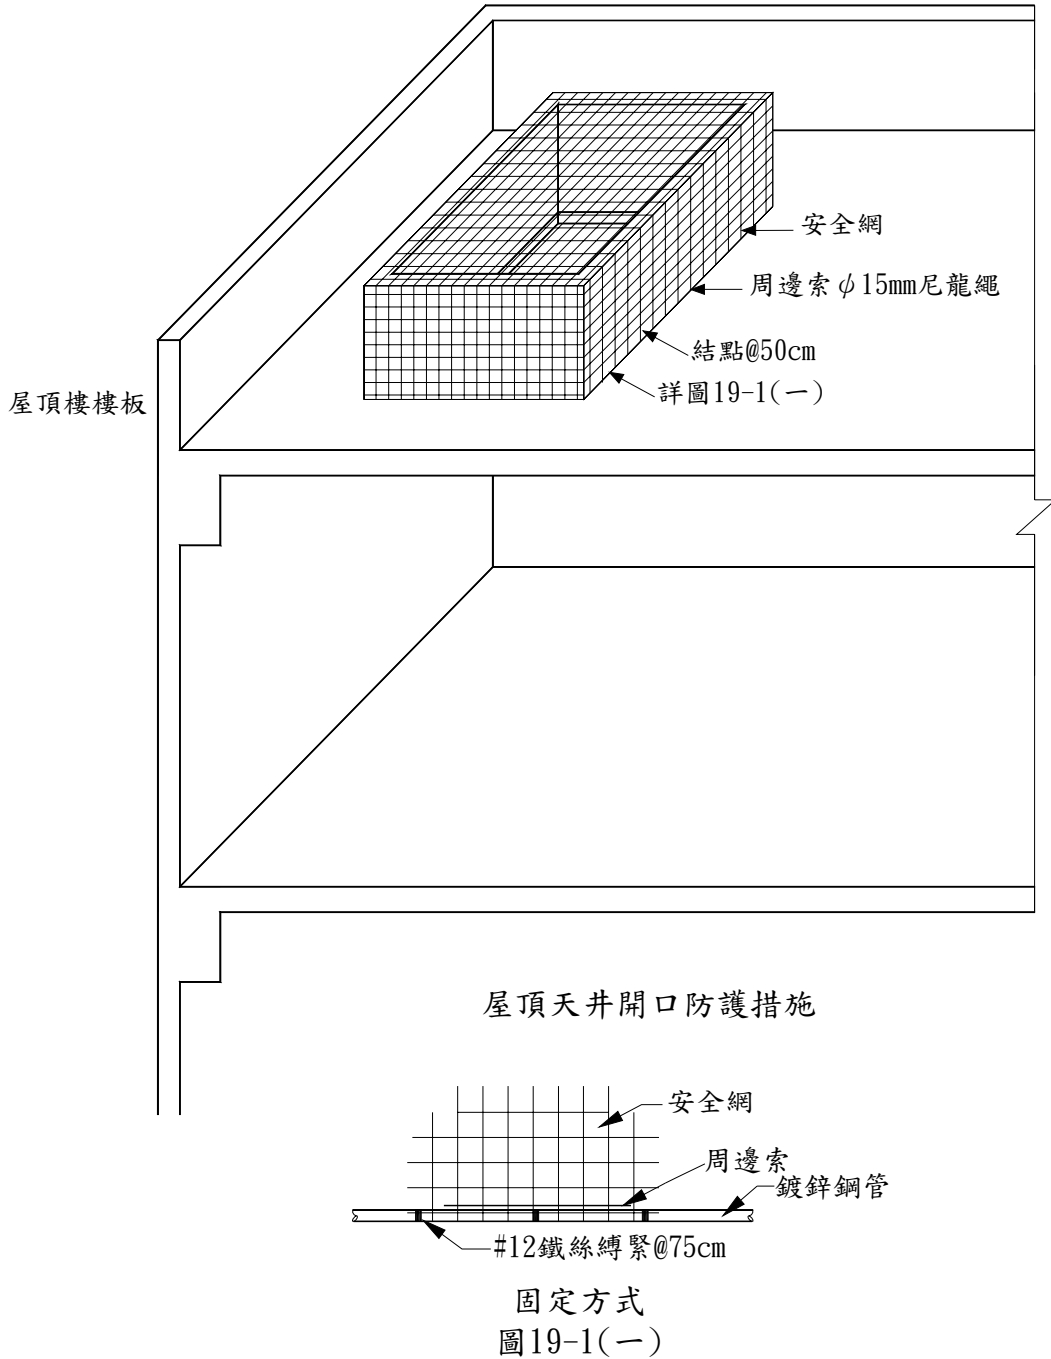 安全網
周邊索φ15mm尼龍繩
結點@50cm
詳圖19-1(一)
屋頂樓樓板
屋頂天井開口防護措施
安全網
周邊索
鍍鋅鋼管
#12鐵絲縛緊@75cm
固定方式
圖19-1(一)